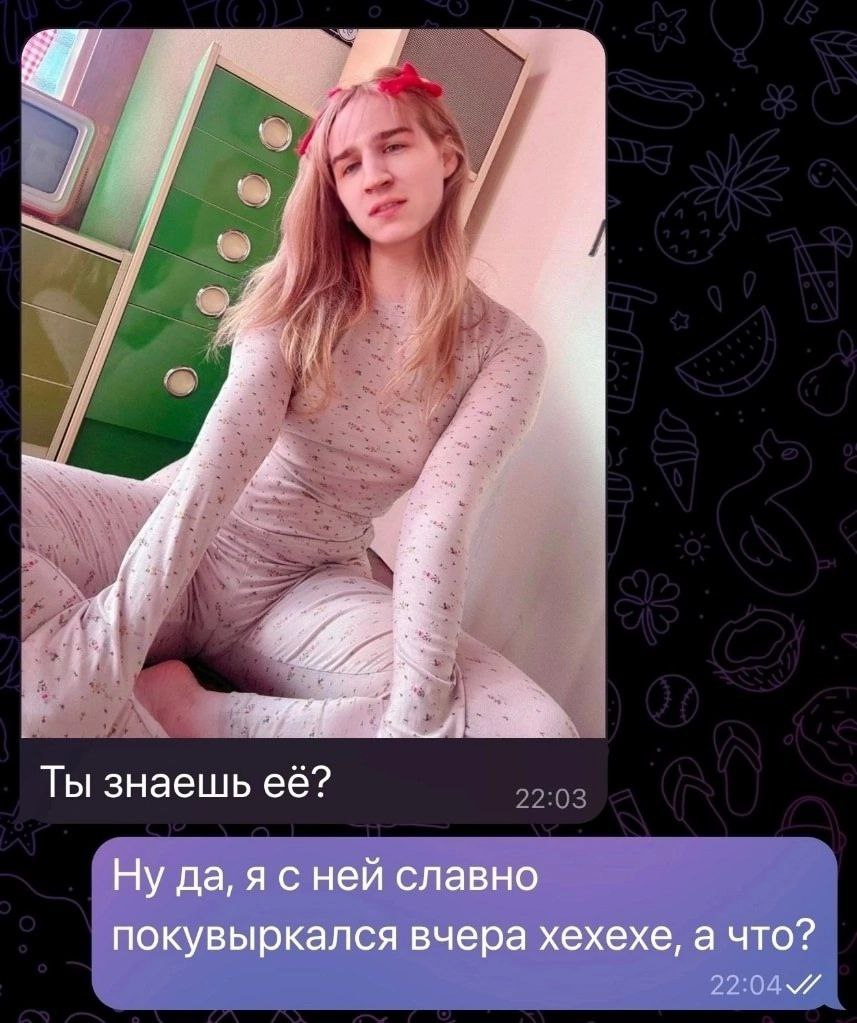 Ты знаешь её?
22:03
Ну да, я с ней славно
покувыркался вчера хехехе, а что?
22:04